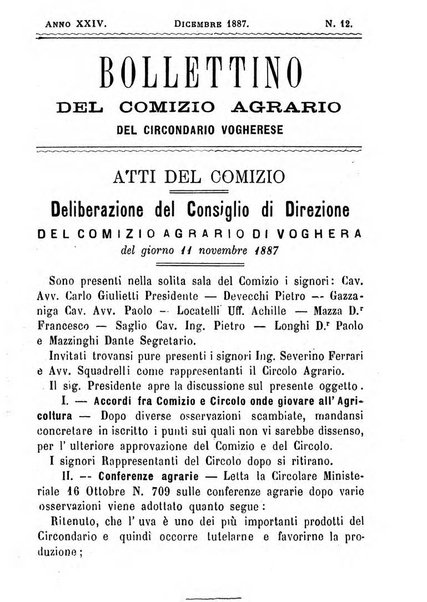 ANNO XXIV. DICEMBRE 1887. N. 12.
BOLLETTINO
DEL COMIZIO AGRARIO
DEL CIRCONDARIO VOGHERESE
ATTI DEL COMIZIO
Deliberazione del Consiglio di Direzione
DEL COMIZIO AGRARIO DI VOGHERA
del giorno 11 novembre 1887
Sono presenti nella solita sala del Comizio i signori: Cav.
Avv. Carlo Giulietti Presidente — Devecchi Pietro — Gazza-
niga Cav. Avv. Paolo — Locatelli Uff. Achille — Mazza D.r
Francesco — Saglio Cav. Ing. Pietro — Longhi D.r Paolo
e Mazzinghi Dante Segretario.
Invitati trovansi pure presenti i signori Ing. Severino Ferrari
e Avv. Squadrelli come rappresentanti il Circolo Agrario.
Il sig. Presidente apre la discussione sul presente oggetto.
I. — Accordi fra Comizio e Circolo onde giovare all'Agri-
coltura — Dopo diverse osservazioni scambiate, mandansi
concretare in iscritto i punti sui quali non vi sarebbe dissenso,
per l'ulteriore approvazione del Comizio e del Circolo.
I signori Rappresentanti del Circolo dopo si ritirano.
II. — Conferenze agrarie — Letta la Circolare Ministe-
riale 16 Ottobre N. 709 sulle conferenze agrarie dopo varie
osservazioni viene adottato quanto segue:
Ritenuto, che l'uva è uno dei più importanti prodotti del
Circondario e quindi occorre tutelarne e favorirne la pro-
duzione;